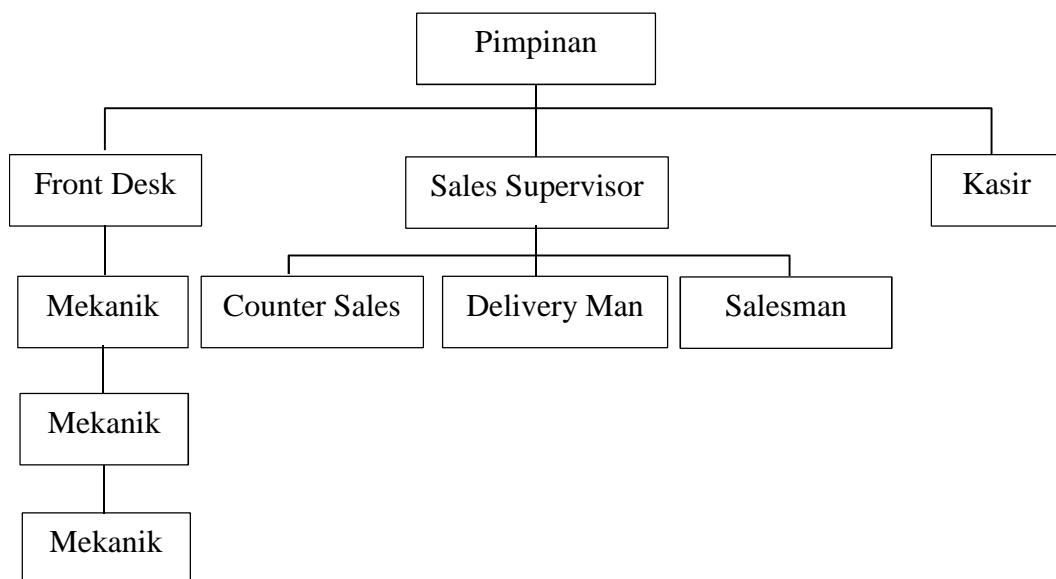 Pimpinan
Front Desk
Sales Supervisor
Kasir
Mekanik
Counter Sales
Delivery Man
Salesman
Mekanik
Mekanik